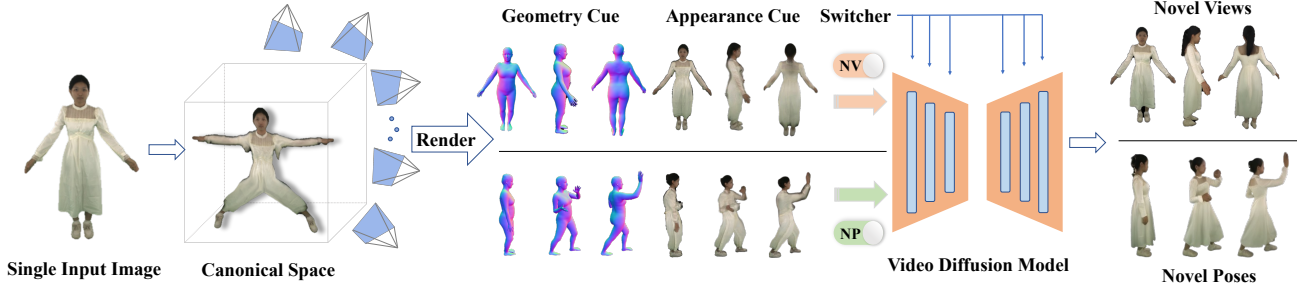 Geometry Cue
Appearance Cue
Switcher
Novel Views
NV
Render
NP
Single Input Image
Canonical Space
Video Diffusion Model
Novel Poses